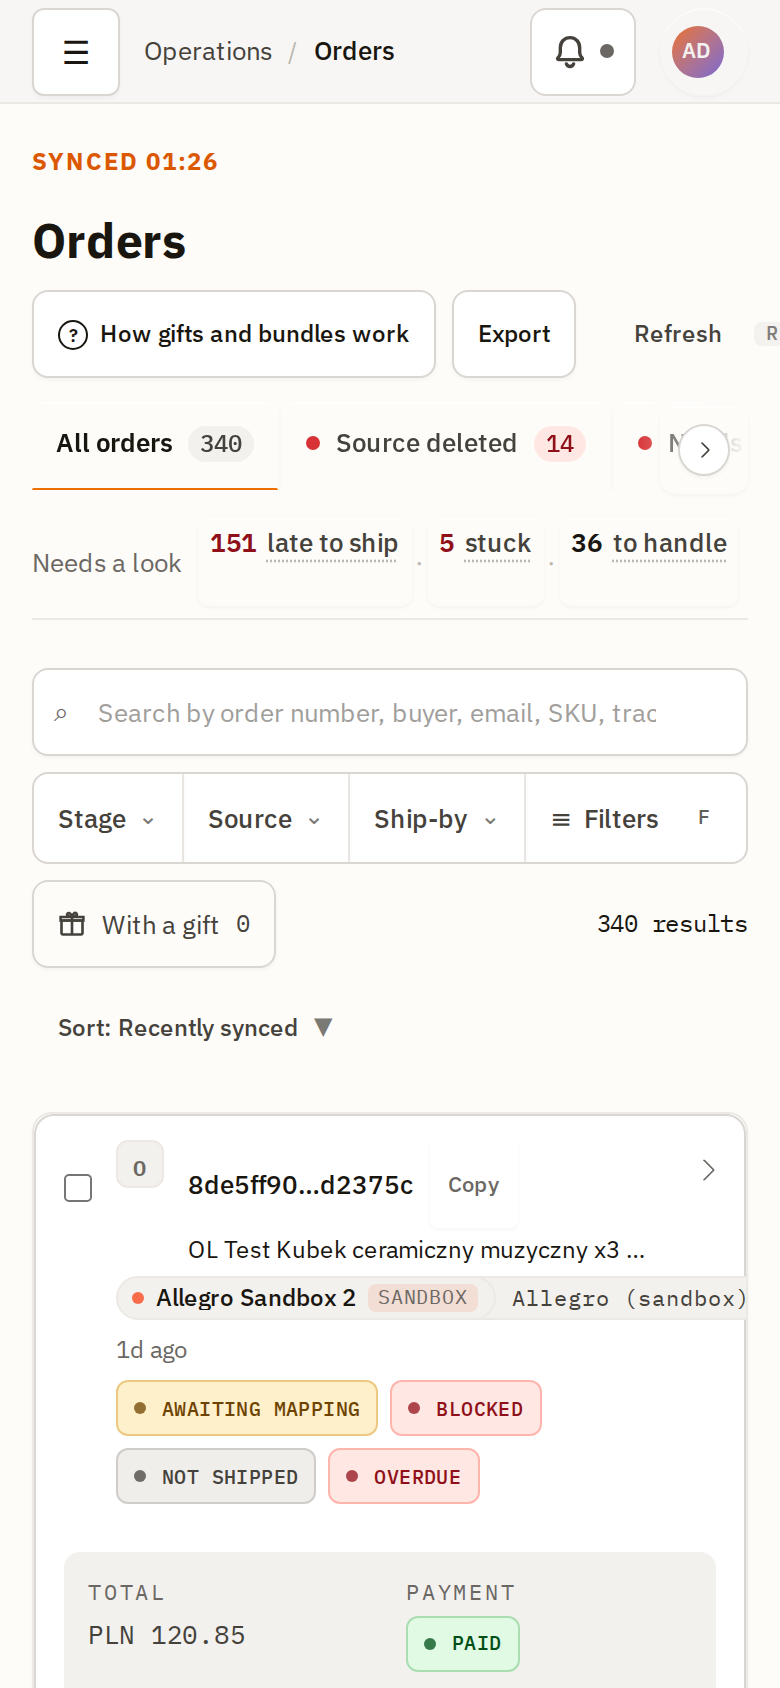 ☰ Operations / Orders AD
SYNCED 01:26
Orders
? How gifts and bundles work Export Refresh R
All orders 340 Source deleted 14
Needs a look 151 late to ship · 5 stuck · 36 to handle
Search by order number, buyer, email, SKU, trac
Stage Source Ship-by Filters F
With a gift 0 340 results
Sort: Recently synced ▼
O 8de5ff90…d2375c Copy
OL Test Kubek ceramiczny muzyczny x3 …
Allegro Sandbox 2 SANDBOX Allegro (sandbox)
1d ago
AWAITING MAPPING BLOCKED
NOT SHIPPED OVERDUE
TOTAL PAYMENT
PLN 120.85 PAID